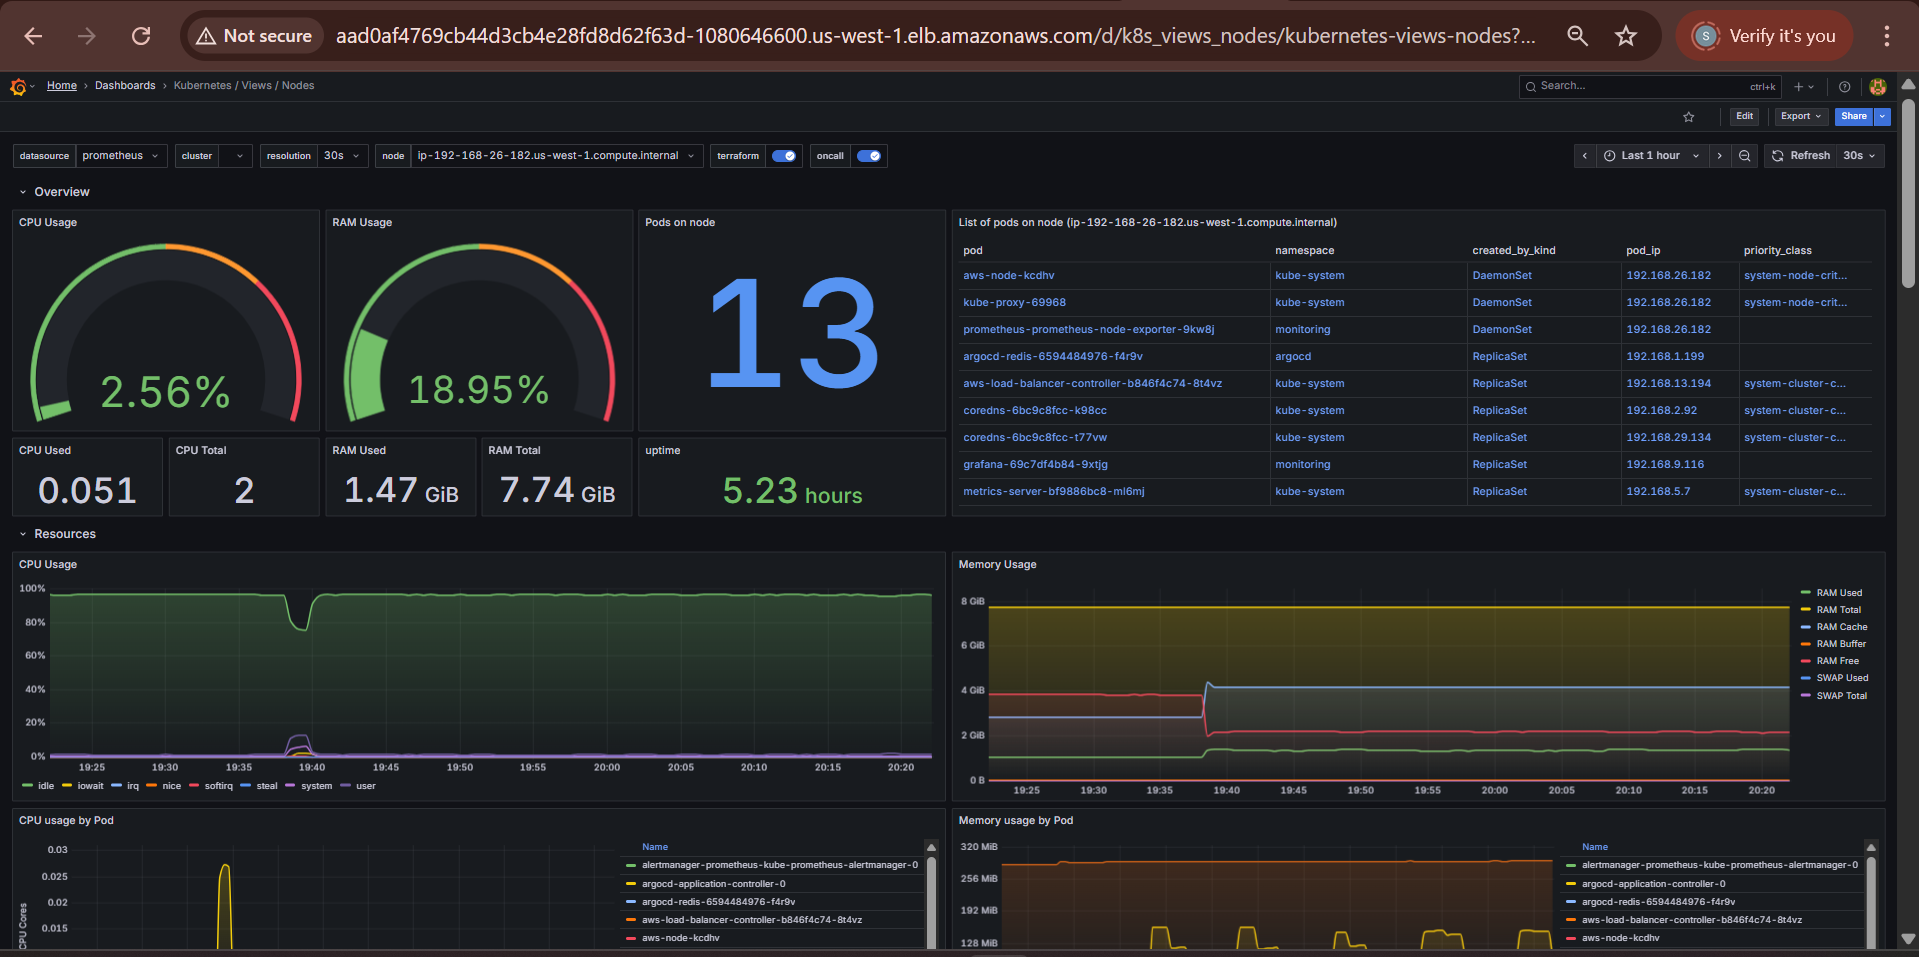 Not secure aad0af4769cb44d3cb4e28fd8d62f63d-1080646600.us-west-1.elb.amazonaws.com/d/k8s_views_nodes/kubernetes-views-nodes?... S Verify it's you
Home › Dashboards › Kubernetes / Views / Nodes Search... ctrl+k
Edit Export Share
datasource prometheus cluster resolution 30s node ip-192-168-26-182.us-west-1.compute.internal terraform oncall Last 1 hour Refresh 30s
Overview
CPU Usage
2.56%
RAM Usage
18.95%
Pods on node
13
CPU Used
0.051
CPU Total
2
RAM Used
1.47 GiB
RAM Total
7.74 GiB
uptime
5.23 hours
List of pods on node (ip-192-168-26-182.us-west-1.compute.internal)
pod namespace created_by_kind pod_ip priority_class
aws-node-kcdhv kube-system DaemonSet 192.168.26.182 system-node-crit...
kube-proxy-69968 kube-system DaemonSet 192.168.26.182 system-node-crit...
prometheus-prometheus-node-exporter-9kw8j monitoring DaemonSet 192.168.26.182
argocd-redis-6594484976-f4r9v argocd ReplicaSet 192.168.1.199
aws-load-balancer-controller-b846f4c74-8t4vz kube-system ReplicaSet 192.168.13.194 system-cluster-c...
coredns-6bc9c8fcc-k98cc kube-system ReplicaSet 192.168.2.92 system-cluster-c...
coredns-6bc9c8fcc-t77vw kube-system ReplicaSet 192.168.29.134 system-cluster-c...
grafana-69c7df4b84-9xtjg monitoring ReplicaSet 192.168.9.116
metrics-server-bf9886bc8-ml6mj kube-system ReplicaSet 192.168.5.7 system-cluster-c...
Resources
CPU Usage
100%
80%
60%
40%
20%
0%
19:25 19:30 19:35 19:40 19:45 19:50 19:55 20:00 20:05 20:10 20:15 20:20
idle iowait irq nice softirq steal system user
Memory Usage
8 GiB
6 GiB
4 GiB
2 GiB
0 B
19:25 19:30 19:35 19:40 19:45 19:50 19:55 20:00 20:05 20:10 20:15 20:20
RAM Used
RAM Total
RAM Cache
RAM Buffer
RAM Free
SWAP Used
SWAP Total
CPU usage by Pod
CPU Cores
0.03
0.025
0.02
0.015
Name
alertmanager-prometheus-kube-prometheus-alertmanager-0
argocd-application-controller-0
argocd-redis-6594484976-f4r9v
aws-load-balancer-controller-b846f4c74-8t4vz
aws-node-kcdhv
Memory usage by Pod
320 MiB
256 MiB
192 MiB
128 MiB
Name
alertmanager-prometheus-kube-prometheus-alertmanager-0
argocd-application-controller-0
argocd-redis-6594484976-f4r9v
aws-load-balancer-controller-b846f4c74-8t4vz
aws-node-kcdhv